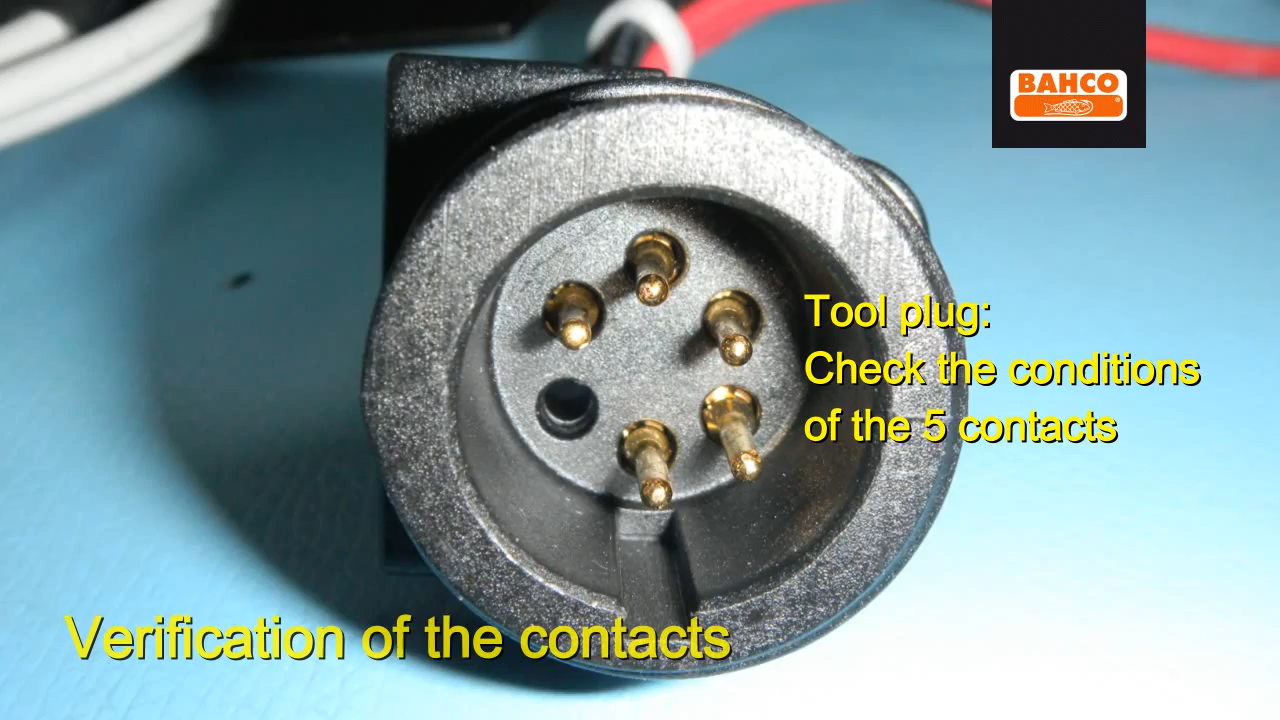 BAHCO
Tool plug:
Check the conditions
of the 5 contacts
Verification of the contacts